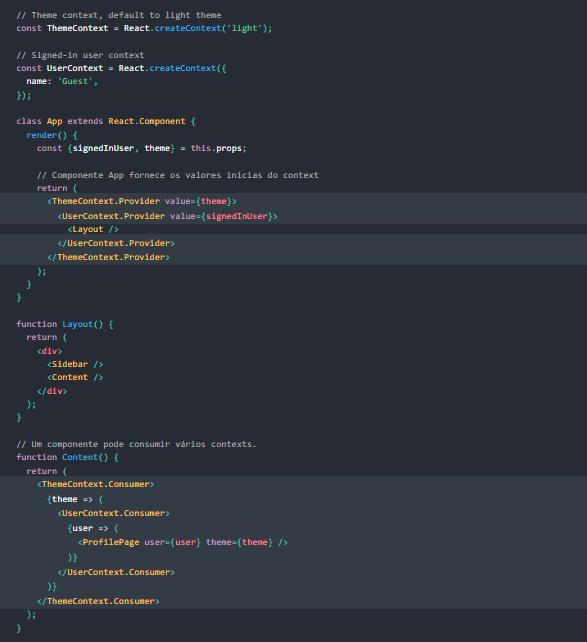 // Theme context, default to light theme
const ThemeContext = React.createContext('light');
// Signed-in user context
const UserContext = React.createContext({
  name: 'Guest',
});
class App extends React.Component {
  render() {
    const {signedInUser, theme} = this.props;
    // Componente App fornece os valores inicias do context
    return (
      <ThemeContext.Provider value={theme}>
        <UserContext.Provider value={signedInUser}>
          <Layout />
        </UserContext.Provider>
      </ThemeContext.Provider>
    );
  }
}
function Layout() {
  return (
    <div>
      <Sidebar />
      <Content />
    </div>
  );
}
// Um componente pode consumir vários contexts.
function Content() {
  return (
    <ThemeContext.Consumer>
      {theme => (
        <UserContext.Consumer>
          {user => (
            <ProfilePage user={user} theme={theme} />
          )}
        </UserContext.Consumer>
      )}
    </ThemeContext.Consumer>
  );
}